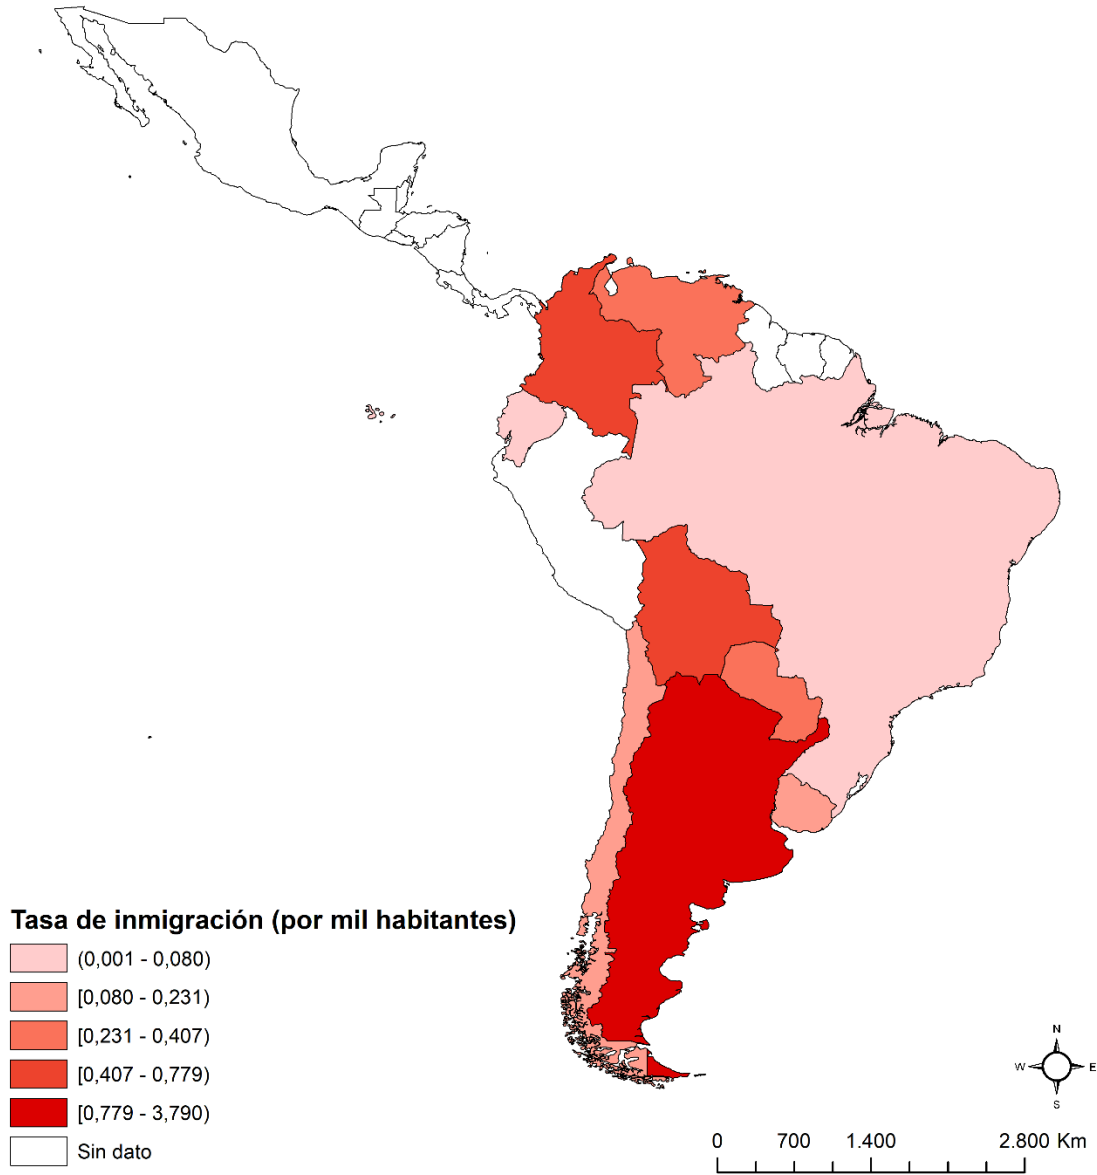 Tasa de inmigración (por mil habitantes)
(0,001 - 0,080)
[0,080 - 0,231)
[0,231 - 0,407)
[0,407 - 0,779)
[0,779 - 3,790)
Sin dato
N
W E
S
0 700 1.400 2.800 Km